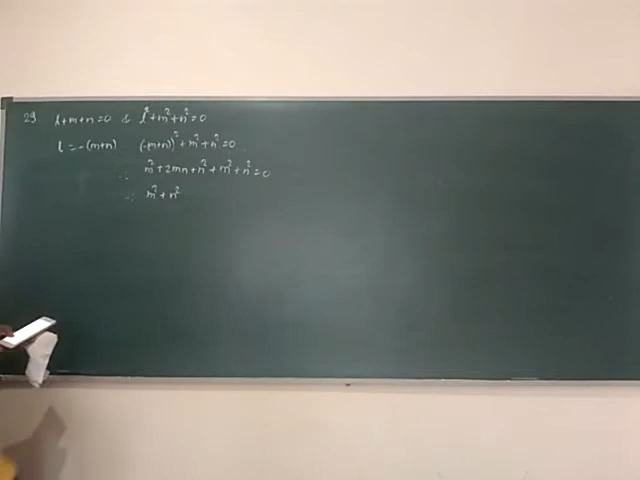 29. l+m+n=0 & l²+m²+n²=0
l=-(m+n) (-(m+n))²+m²+n²=0
∴ m²+2mn+n²+m²+n²=0
∴ m²+n²